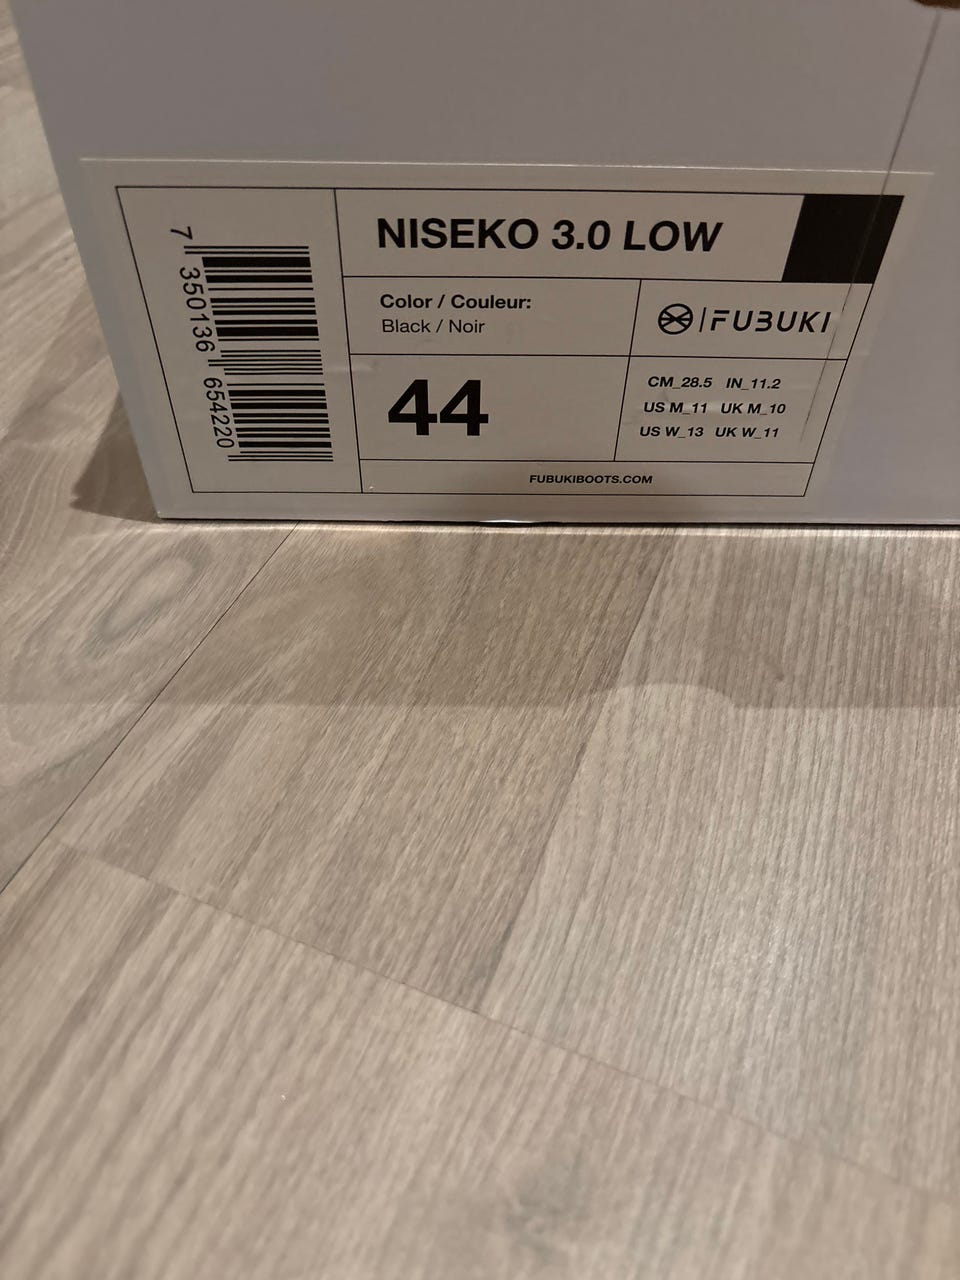 7 350136 654220
NISEKO 3.0 LOW
Color / Couleur:
Black / Noir
FUBUKI
44
CM_28.5 IN_11.2
US M_11 UK M_10
US W_13 UK W_11
FUBUKIBOOTS.COM